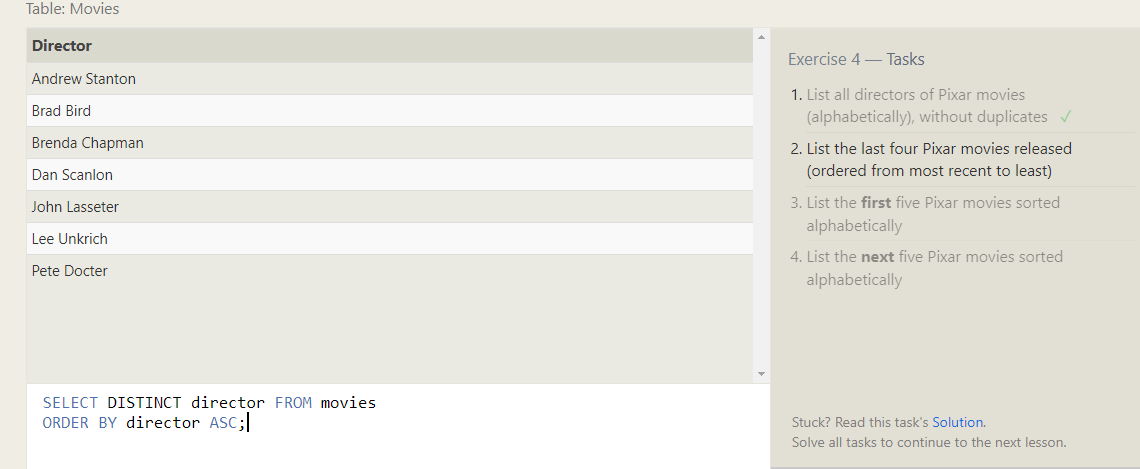 Table: Movies
Director
Andrew Stanton
Brad Bird
Brenda Chapman
Dan Scanlon
John Lasseter
Lee Unkrich
Pete Docter
SELECT DISTINCT director FROM movies
ORDER BY director ASC;
Exercise 4 — Tasks
1. List all directors of Pixar movies
(alphabetically), without duplicates ✓
2. List the last four Pixar movies released
(ordered from most recent to least)
3. List the first five Pixar movies sorted
alphabetically
4. List the next five Pixar movies sorted
alphabetically
Stuck? Read this task's Solution.
Solve all tasks to continue to the next lesson.